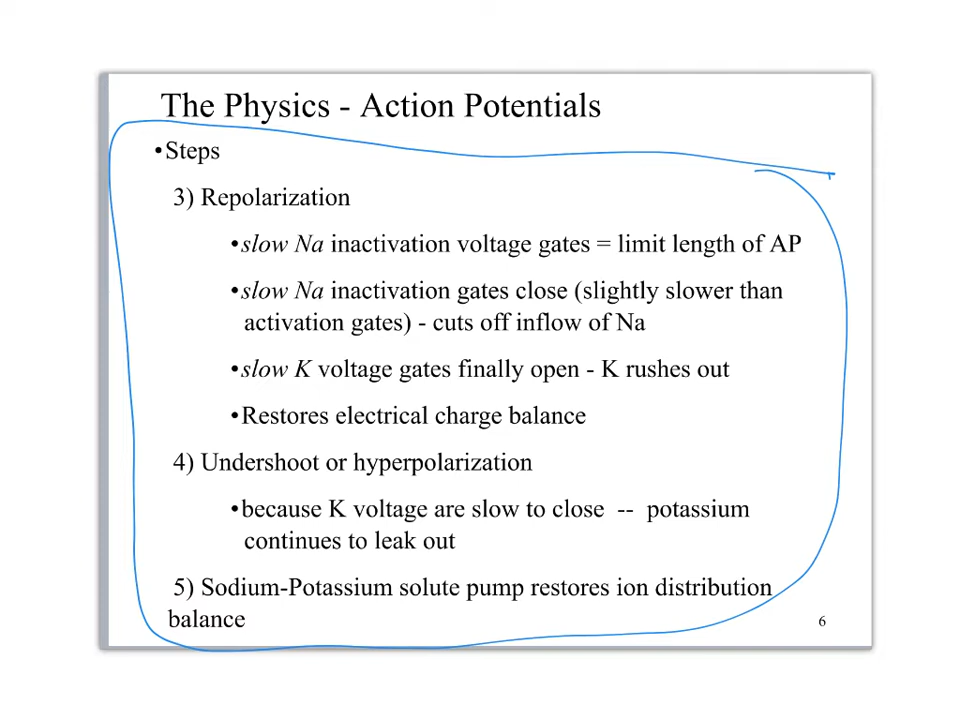 The Physics - Action Potentials
•Steps
3) Repolarization
•slow Na inactivation voltage gates = limit length of AP
•slow Na inactivation gates close (slightly slower than
activation gates) - cuts off inflow of Na
•slow K voltage gates finally open - K rushes out
•Restores electrical charge balance
4) Undershoot or hyperpolarization
•because K voltage are slow to close -- potassium
continues to leak out
5) Sodium-Potassium solute pump restores ion distribution
balance
6